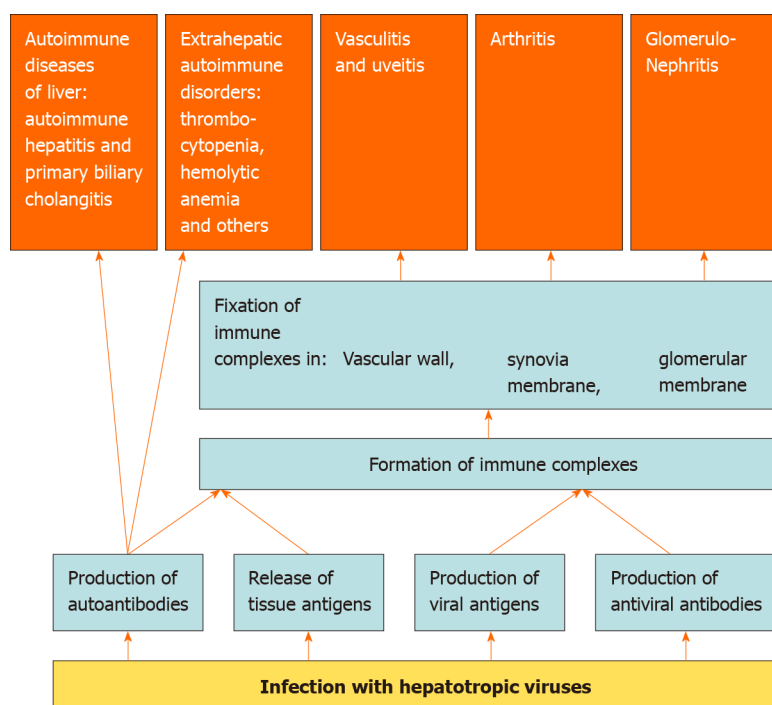 Autoimmune
diseases
of liver:
autoimmune
hepatitis and
primary biliary
cholangitis
Extrahepatic
autoimmune
disorders:
thrombo-
cytopenia,
hemolytic
anemia
and others
Vasculitis
and uveitis
Arthritis
Glomerulo-
Nephritis
Fixation of
immune
complexes in:
Vascular wall,
synovia
membrane,
glomerular
membrane
Formation of immune complexes
Production of
autoantibodies
Release of
tissue antigens
Production of
viral antigens
Production of
antiviral antibodies
Infection with hepatotropic viruses